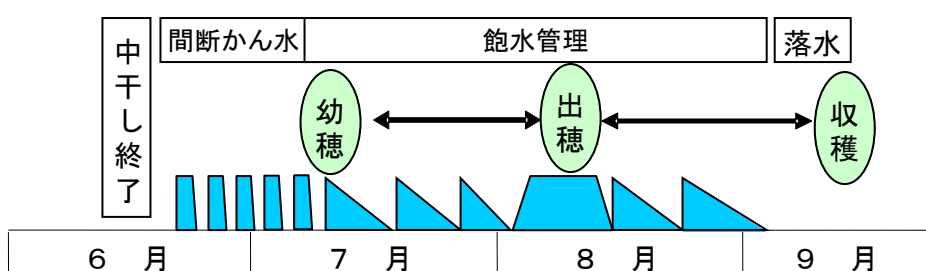 中干し終了
間断かん水
飽水管理
落水
幼穂
出穂
収穫
6 月
7 月
8 月
9 月